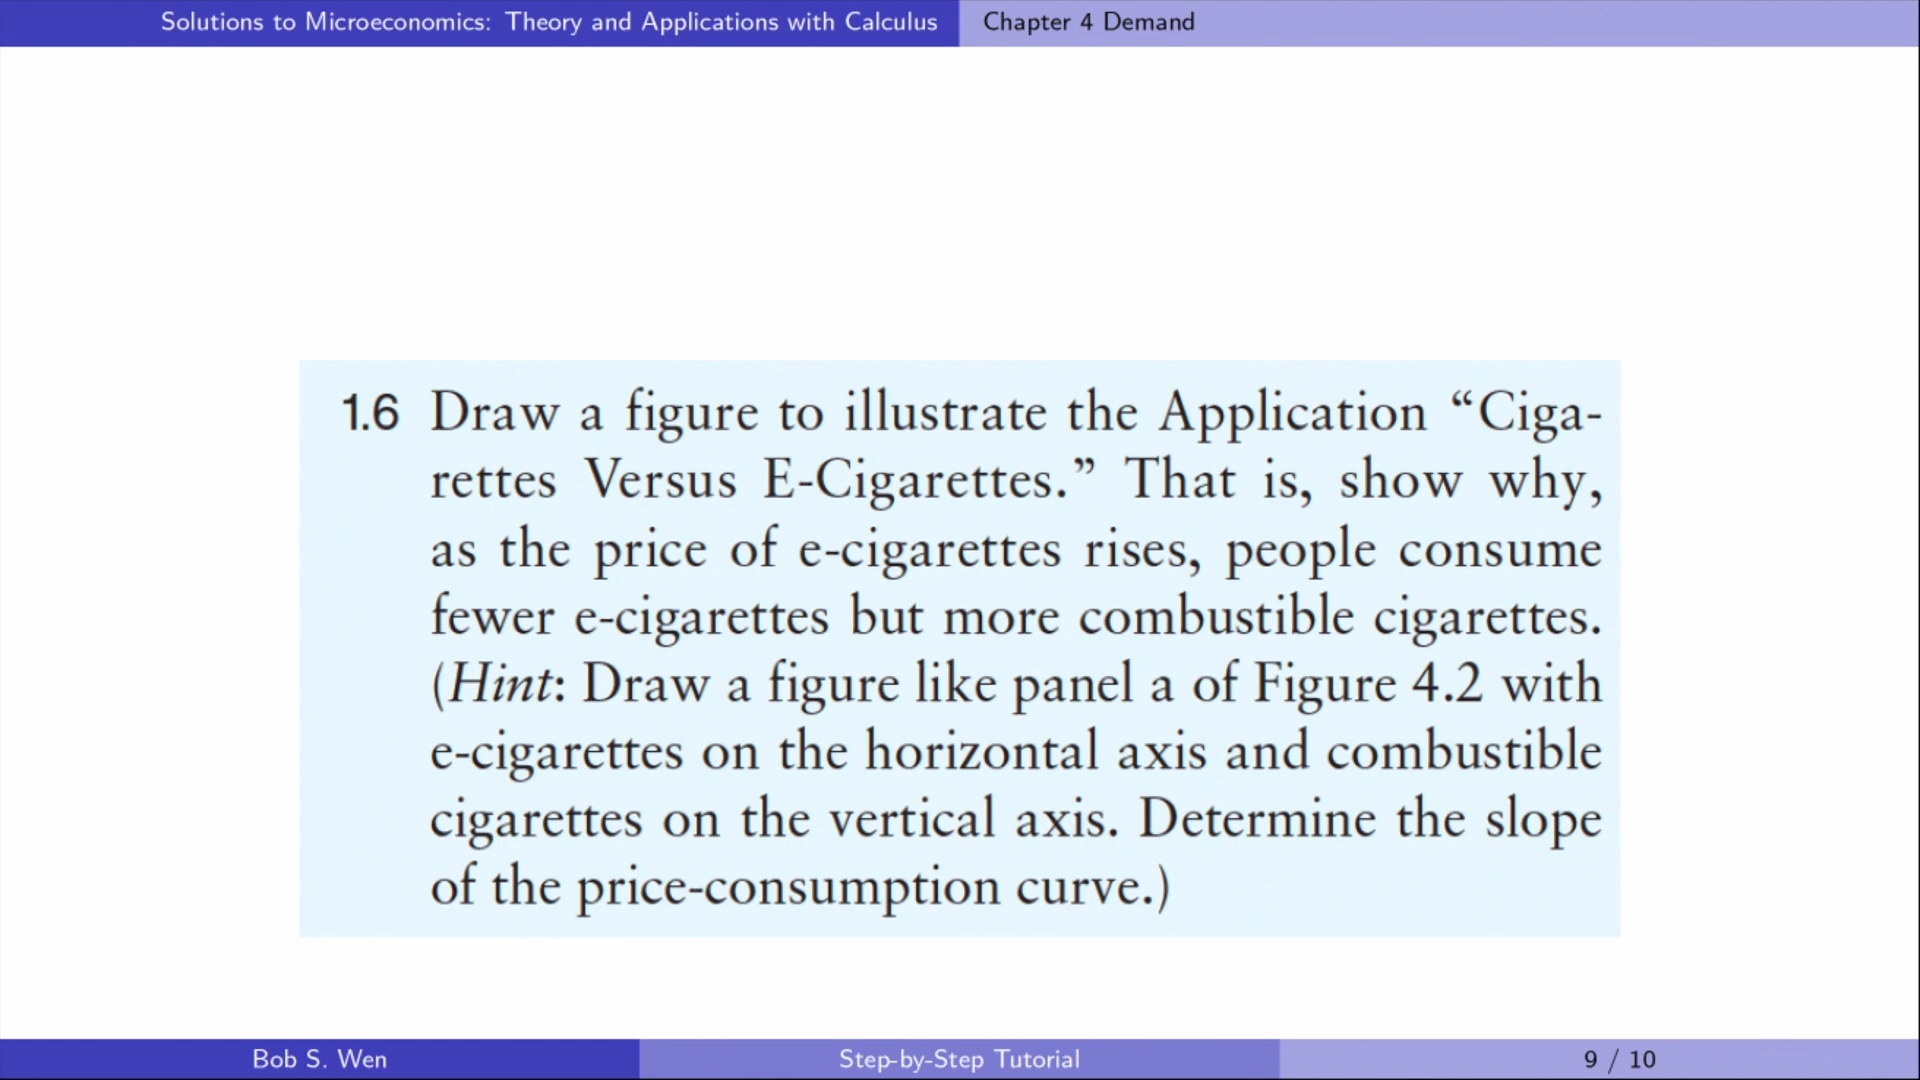 Solutions to Microeconomics: Theory and Applications with Calculus
Chapter 4 Demand
1.6 Draw a figure to illustrate the Application “Ciga-
rettes Versus E-Cigarettes.” That is, show why,
as the price of e-cigarettes rises, people consume
fewer e-cigarettes but more combustible cigarettes.
(Hint: Draw a figure like panel a of Figure 4.2 with
e-cigarettes on the horizontal axis and combustible
cigarettes on the vertical axis. Determine the slope
of the price-consumption curve.)
Bob S. Wen
Step-by-Step Tutorial
9 / 10